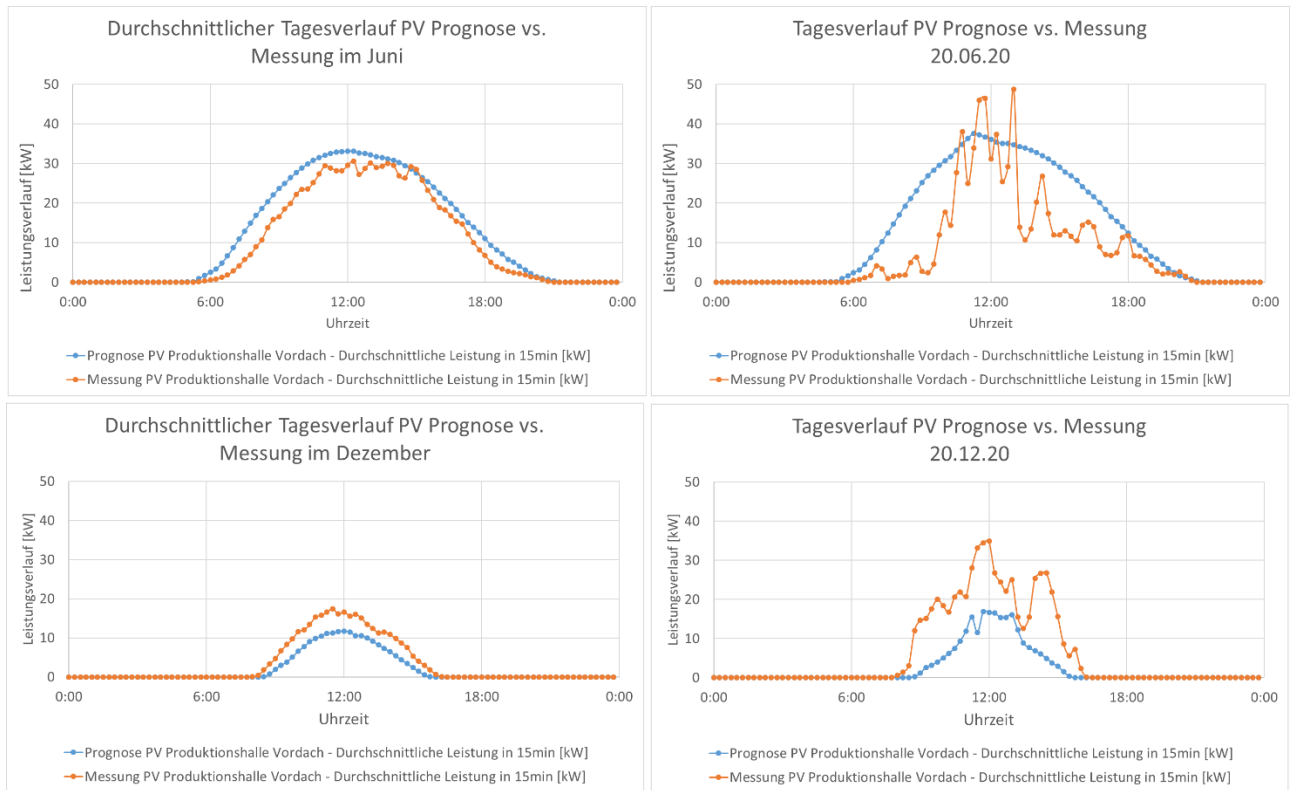 Durchschnittlicher Tagesverlauf PV Prognose vs.
Messung im Juni
Leistungsverlauf [kW]
50
40
30
20
10
0
0:00 6:00 12:00 18:00 0:00
Uhrzeit
Prognose PV Produktionshalle Vordach - Durchschnittliche Leistung in 15min [kW]
Messung PV Produktionshalle Vordach - Durchschnittliche Leistung in 15min [kW]
Tagesverlauf PV Prognose vs. Messung
20.06.20
Leistungsverlauf [kW]
50
40
30
20
10
0
0:00 6:00 12:00 18:00 0:00
Uhrzeit
Prognose PV Produktionshalle Vordach - Durchschnittliche Leistung in 15min [kW]
Messung PV Produktionshalle Vordach - Durchschnittliche Leistung in 15min [kW]
Durchschnittlicher Tagesverlauf PV Prognose vs.
Messung im Dezember
Leistungsverlauf [kW]
50
40
30
20
10
0
0:00 6:00 12:00 18:00 0:00
Uhrzeit
Prognose PV Produktionshalle Vordach - Durchschnittliche Leistung in 15min [kW]
Messung PV Produktionshalle Vordach - Durchschnittliche Leistung in 15min [kW]
Tagesverlauf PV Prognose vs. Messung
20.12.20
Leistungsverlauf [kW]
50
40
30
20
10
0
0:00 6:00 12:00 18:00 0:00
Uhrzeit
Prognose PV Produktionshalle Vordach - Durchschnittliche Leistung in 15min [kW]
Messung PV Produktionshalle Vordach - Durchschnittliche Leistung in 15min [kW]